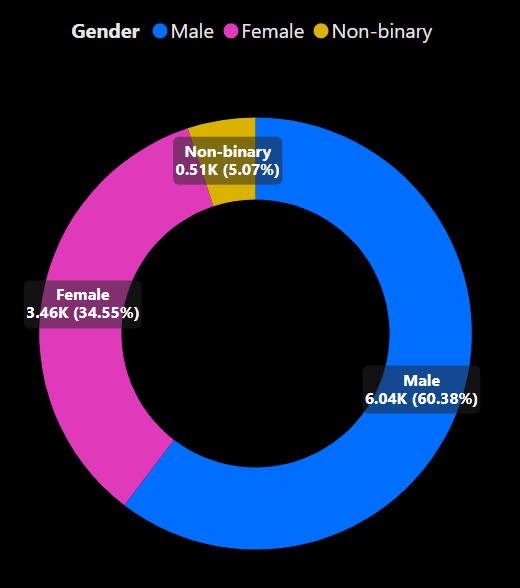 Gender Male Female Non-binary
Non-binary
0.51K (5.07%)
Female
3.46K (34.55%)
Male
6.04K (60.38%)